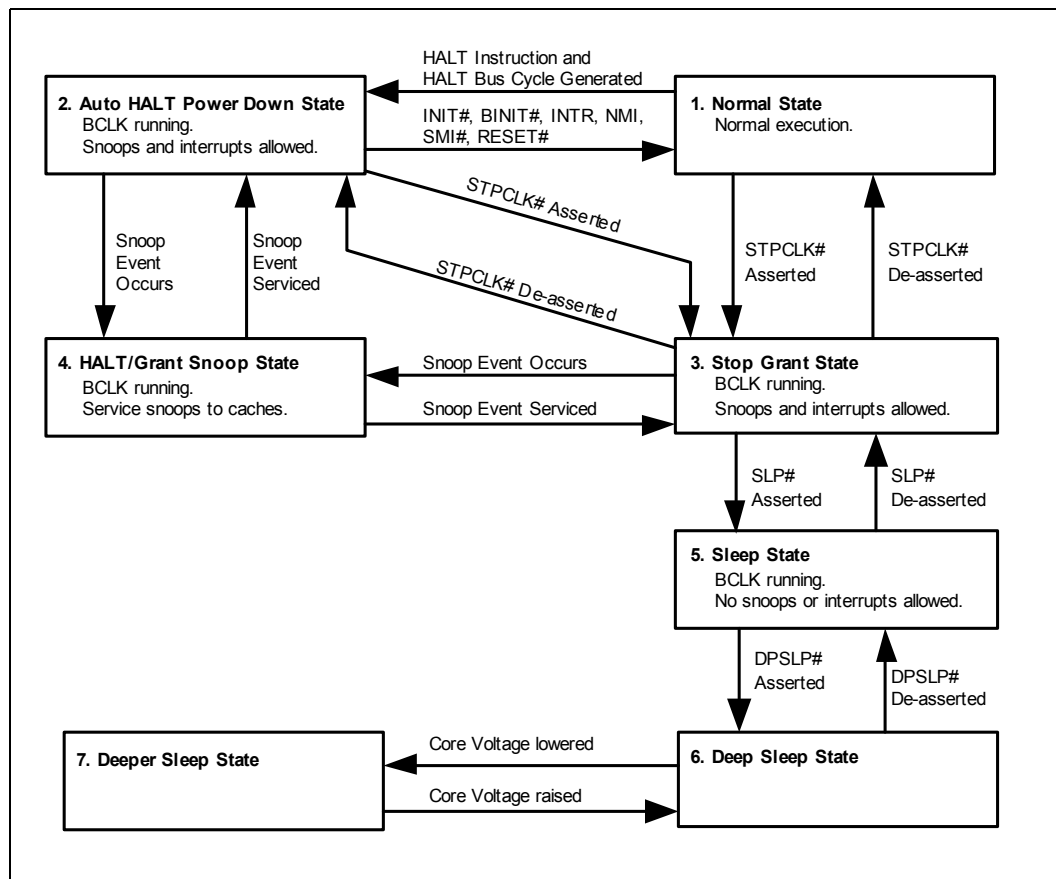 HALT Instruction and
HALT Bus Cycle Generated
2. Auto HALT Power Down State
BCLK running.
Snoops and interrupts allowed.
1. Normal State
Normal execution.
INIT#, BINIT#, INTR, NMI,
SMI#, RESET#
STPCLK# Asserted
STPCLK# De-asserted
Snoop
Event
Occurs
Snoop
Event
Serviced
STPCLK#
Asserted
STPCLK#
De-asserted
4. HALT/Grant Snoop State
BCLK running.
Service snoops to caches.
Snoop Event Occurs
Snoop Event Serviced
3. Stop Grant State
BCLK running.
Snoops and interrupts allowed.
SLP#
Asserted
SLP#
De-asserted
5. Sleep State
BCLK running.
No snoops or interrupts allowed.
DPSLP#
Asserted
DPSLP#
De-asserted
7. Deeper Sleep State
Core Voltage lowered
Core Voltage raised
6. Deep Sleep State